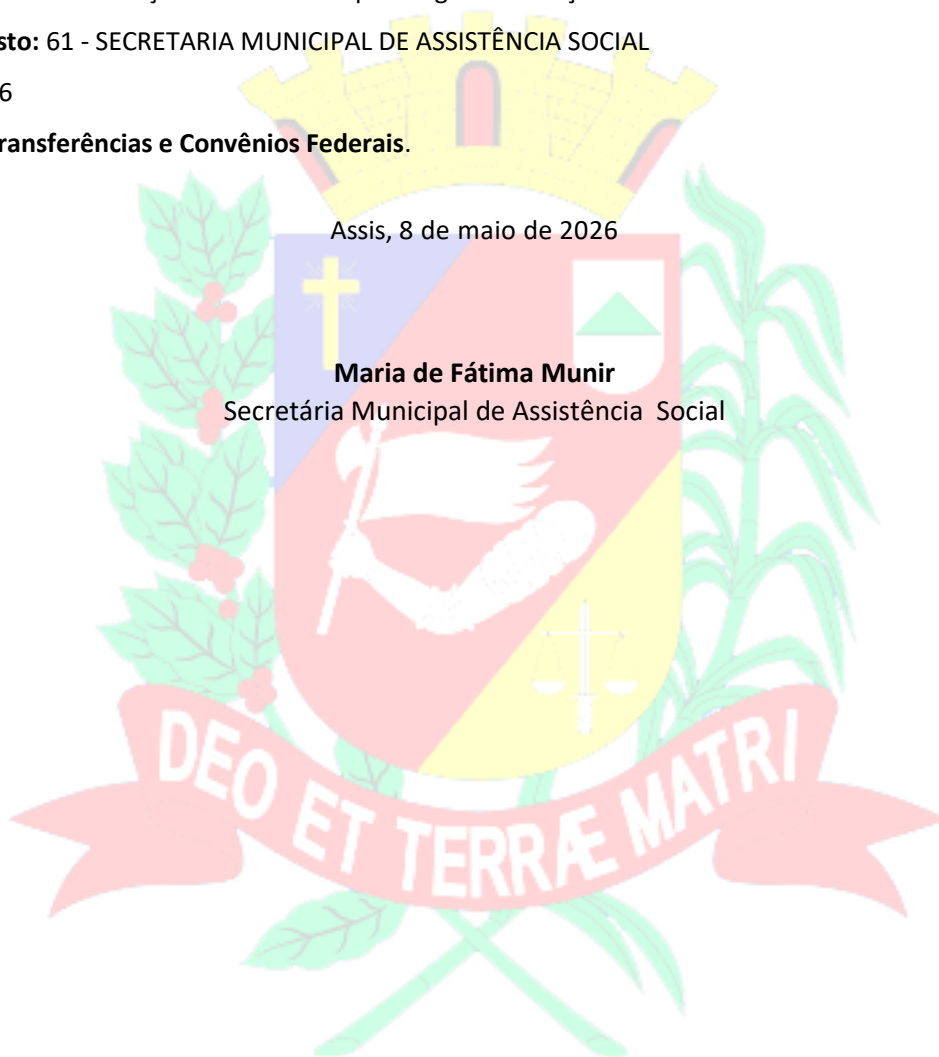 sto: 61 - SECRETARIA MUNICIPAL DE ASSISTÊNCIA SOCIAL
6
ransferências e Convênios Federais.
Assis, 8 de maio de 2026
Maria de Fátima Munir
Secretária Municipal de Assistência Social
DEO ET TERRÆ MATRI